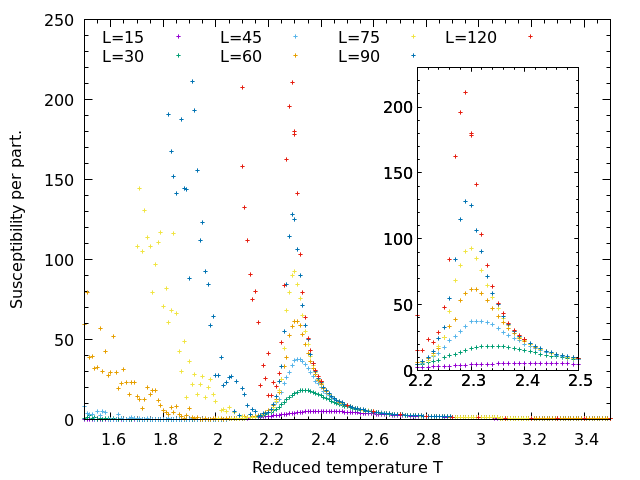 L=15 L=45 L=75 L=120
L=30 L=60 L=90
250
200
150
100
50
0
1.6 1.8 2 2.2 2.4 2.6 2.8 3 3.2 3.4
Susceptibility per part.
Reduced temperature T
200
150
100
50
0
2.2 2.3 2.4 2.5